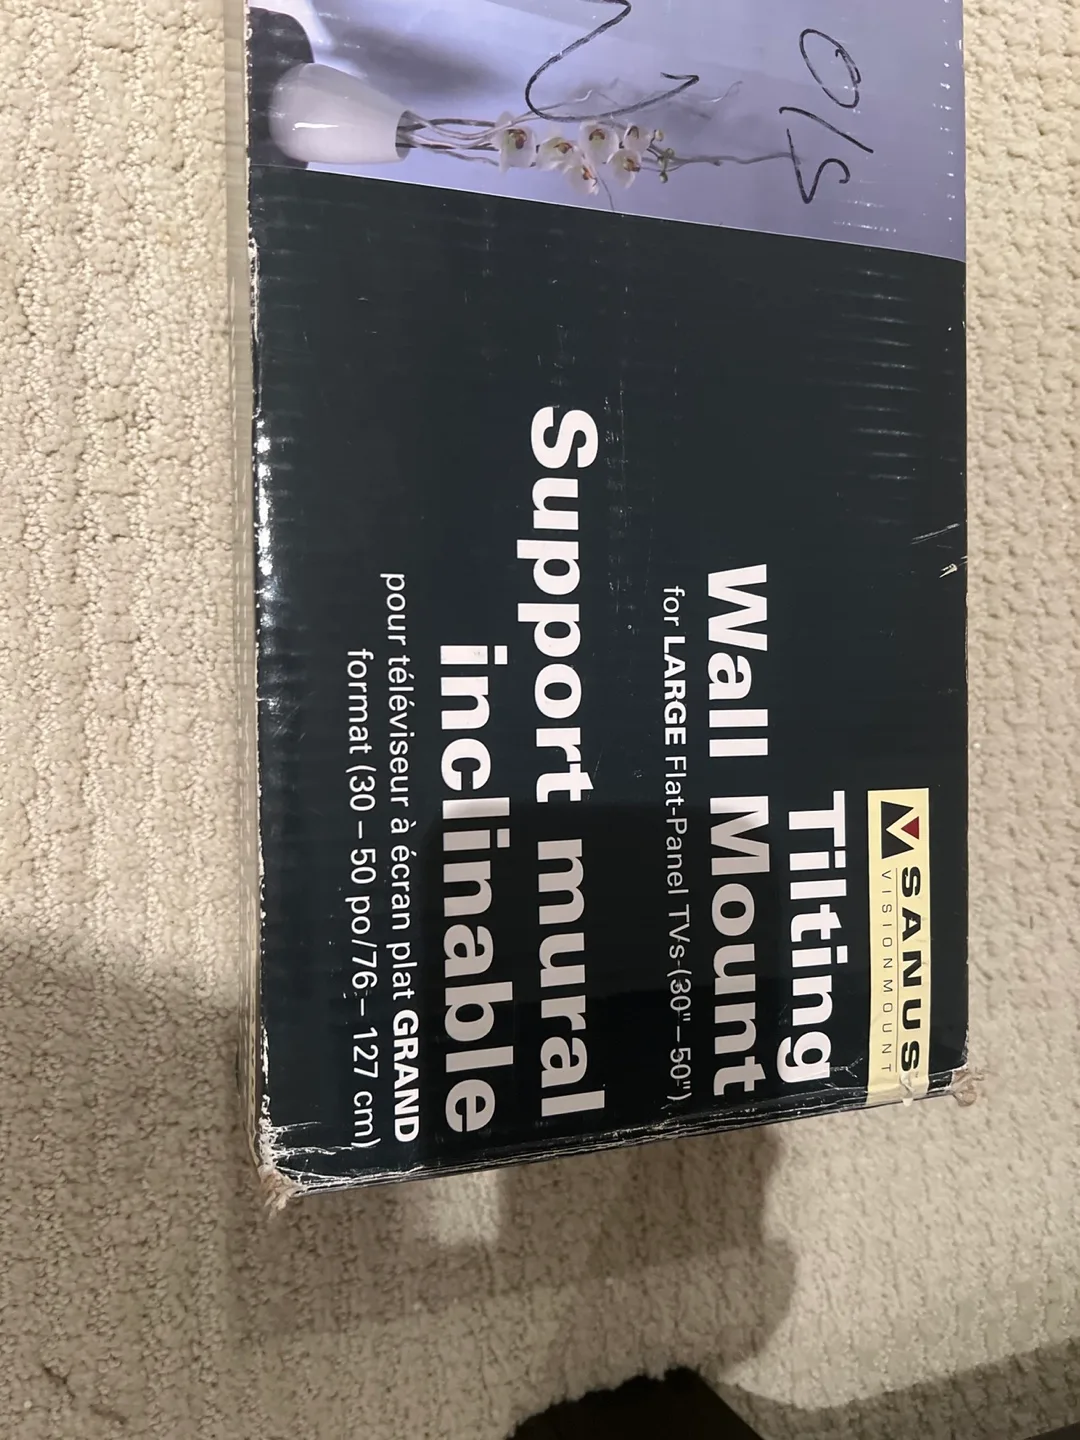 SANUS™
VISIONMOUNT
Tilting
Wall Mount
for LARGE Flat-Panel TVs (30" – 50")
Support mural
inclinable
pour téléviseur à écran plat GRAND
format (30 – 50 po/76 – 127 cm)